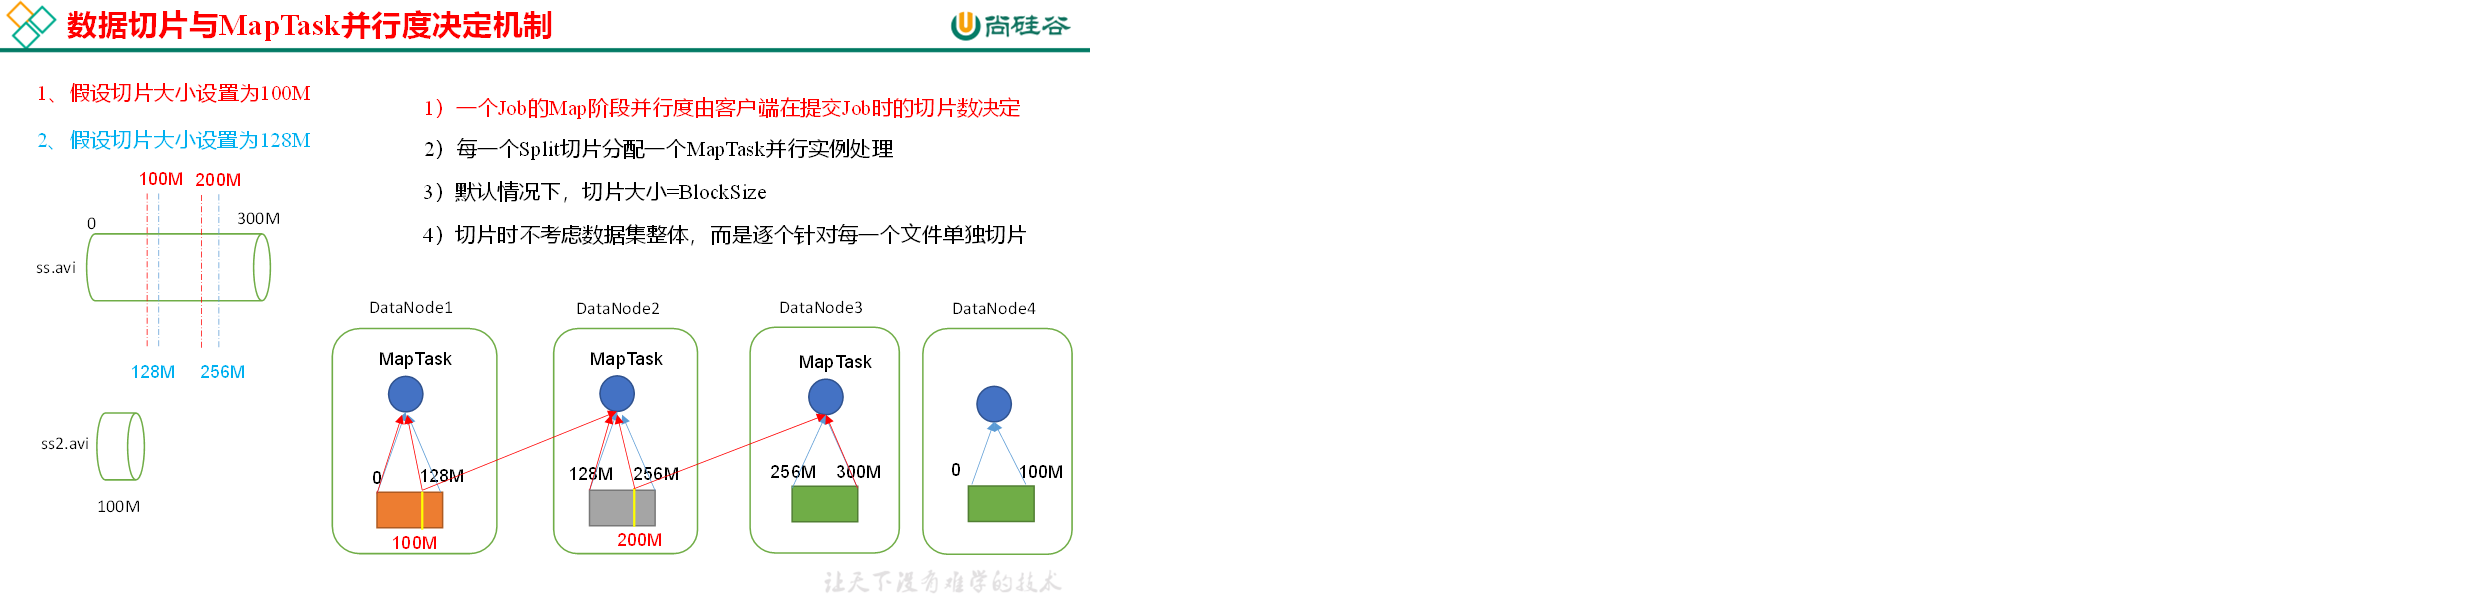 数据切片与MapTask并行度决定机制
尚硅谷
1、假设切片大小设置为100M
2、假设切片大小设置为128M
1）一个Job的Map阶段并行度由客户端在提交Job时的切片数决定
2）每一个Split切片分配一个MapTask并行实例处理
3）默认情况下，切片大小=BlockSize
4）切片时不考虑数据集整体，而是逐个针对每一个文件单独切片
100M 200M
0 300M
ss.avi
128M 256M
ss2.avi
100M
DataNode1 DataNode2 DataNode3 DataNode4
MapTask MapTask MapTask
0 128M 128M 256M 256M 300M 0 100M
100M 200M
让天下没有难学的技术